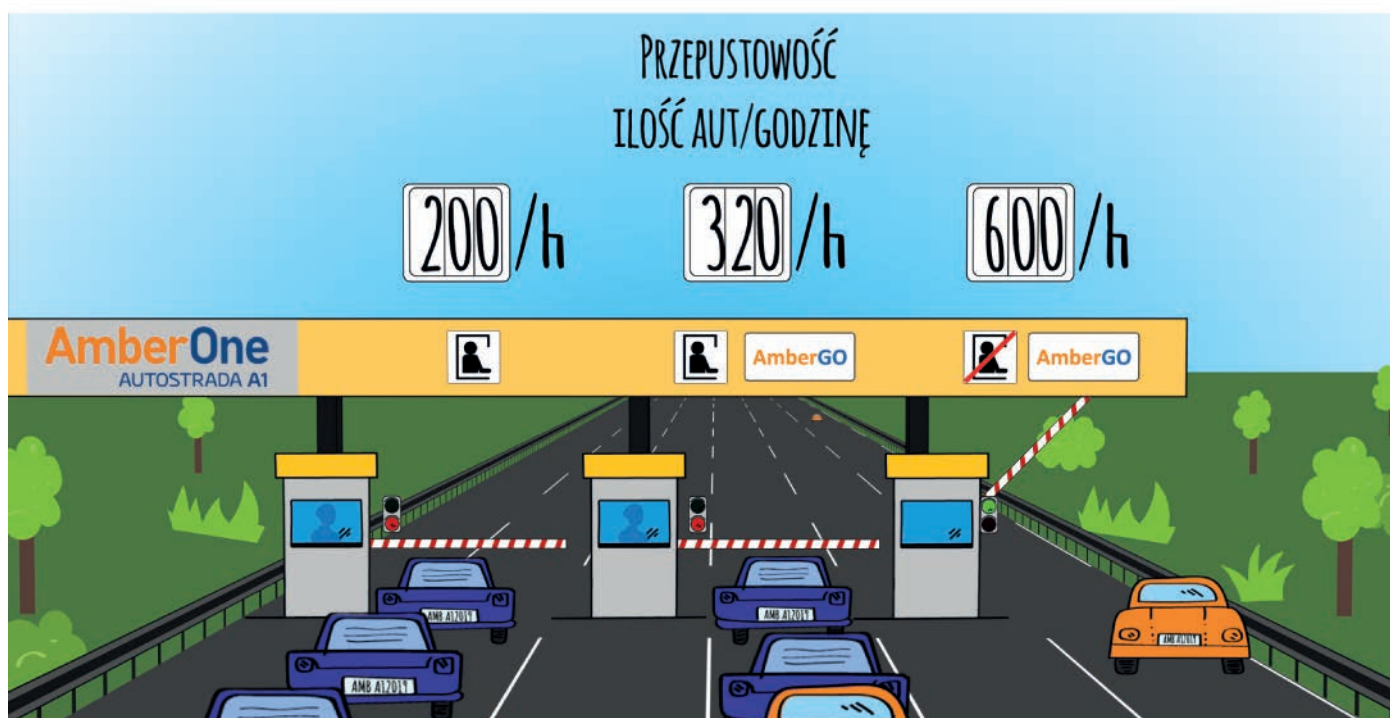 PRZEPUSTOWOŚĆ
ILOŚĆ AUT/GODZINĘ
200/h 320/h 600/h
AmberOne
AUTOSTRADA A1
AmberGO AmberGO
AMB A12019 AMB A12019 AMB A12019
AMB A12019